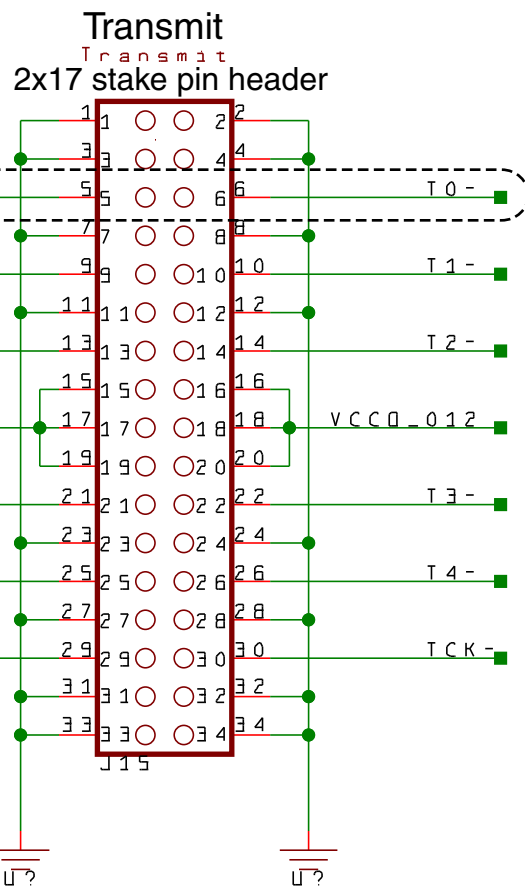 Transmit
Transmit
2x17 stake pin header
1 1 2 2
3 3 4 4
5 5 6 6 T0-
7 7 8 8
9 9 10 10 T1-
11 11 12 12
13 13 14 14 T2-
15 15 16 16
17 17 18 18 VCCO_012
19 19 20 20
21 21 22 22 T3-
23 23 24 24
25 25 26 26 T4-
27 27 28 28
29 29 30 30 TCK-
31 31 32 32
33 33 34 34
J15
U? U?